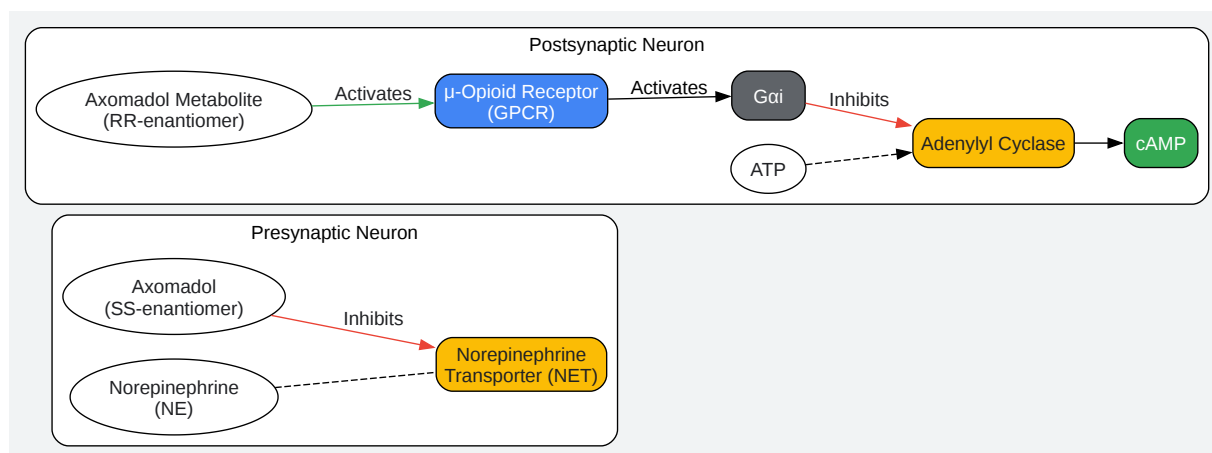 Postsynaptic Neuron
Axomadol Metabolite
(RR-enantiomer)
Activates
μ-Opioid Receptor
(GPCR)
Activates
Gαi
Inhibits
ATP
Adenylyl Cyclase
cAMP
Presynaptic Neuron
Axomadol
(SS-enantiomer)
Inhibits
Norepinephrine
(NE)
Norepinephrine
Transporter (NET)